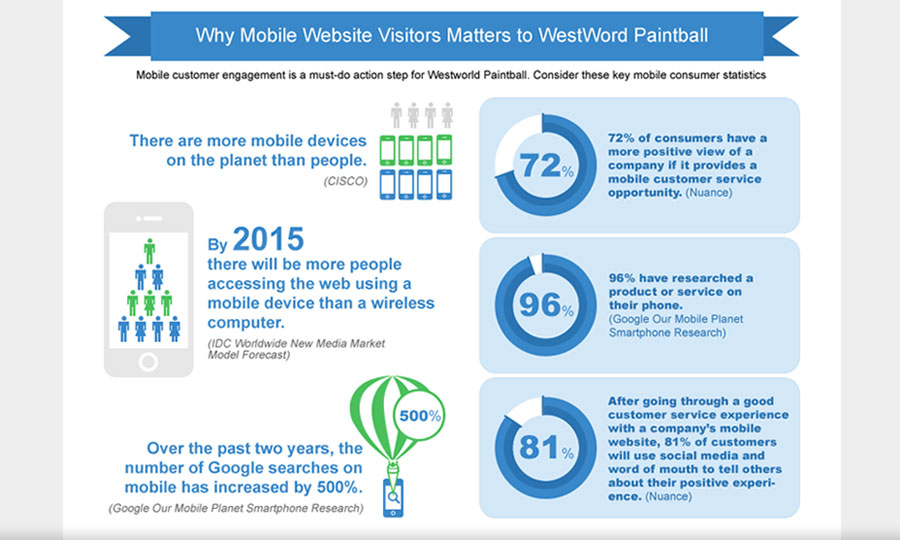 Why Mobile Website Visitors Matters to WestWord Paintball
Mobile customer engagement is a must-do action step for Westworld Paintball. Consider these key mobile consumer statistics
There are more mobile devices
on the planet than people.
(CISCO)
By 2015
there will be more people
accessing the web using a
mobile device than a wireless
computer.
(IDC Worldwide New Media Market
Model Forecast)
500%
Over the past two years, the
number of Google searches on
mobile has increased by 500%.
(Google Our Mobile Planet Smartphone Research)
72%
72% of consumers have a
more positive view of a
company if it provides a
mobile customer service
opportunity. (Nuance)
96%
96% have researched a
product or service on
their phone.
(Google Our Mobile Planet
Smartphone Research)
81%
After going through a good
customer service experience
with a company's mobile
website, 81% of customers
will use social media and
word of mouth to tell others
about their positive experi-
ence. (Nuance)